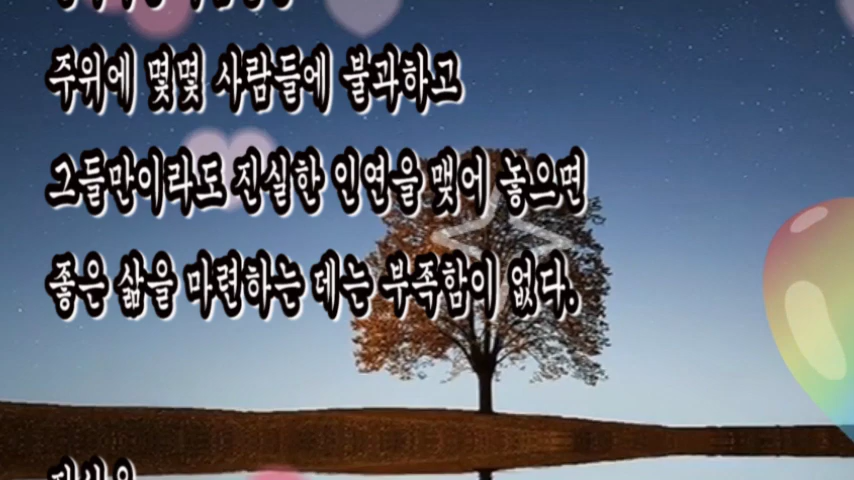 주위에 몇몇 사람들에 불과하고
그들만이라도 진실한 인연을 맺어 놓으면
좋은 삶을 마련하는 데는 부족함이 없다.